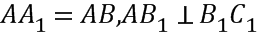 AA₁ = AB, AB₁ ⊥ B₁C₁